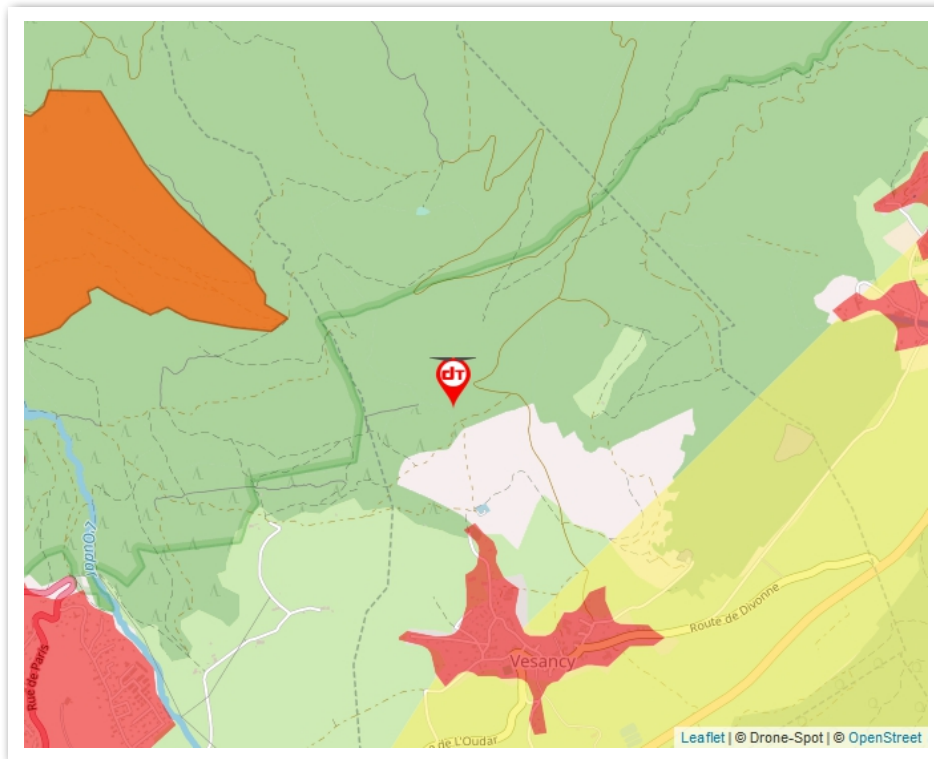 dT
Route de Divonne
Vesancy
l'Oudar
Rue de Paris
e de L'Oudar
Leaflet | © Drone-Spot | © OpenStreet